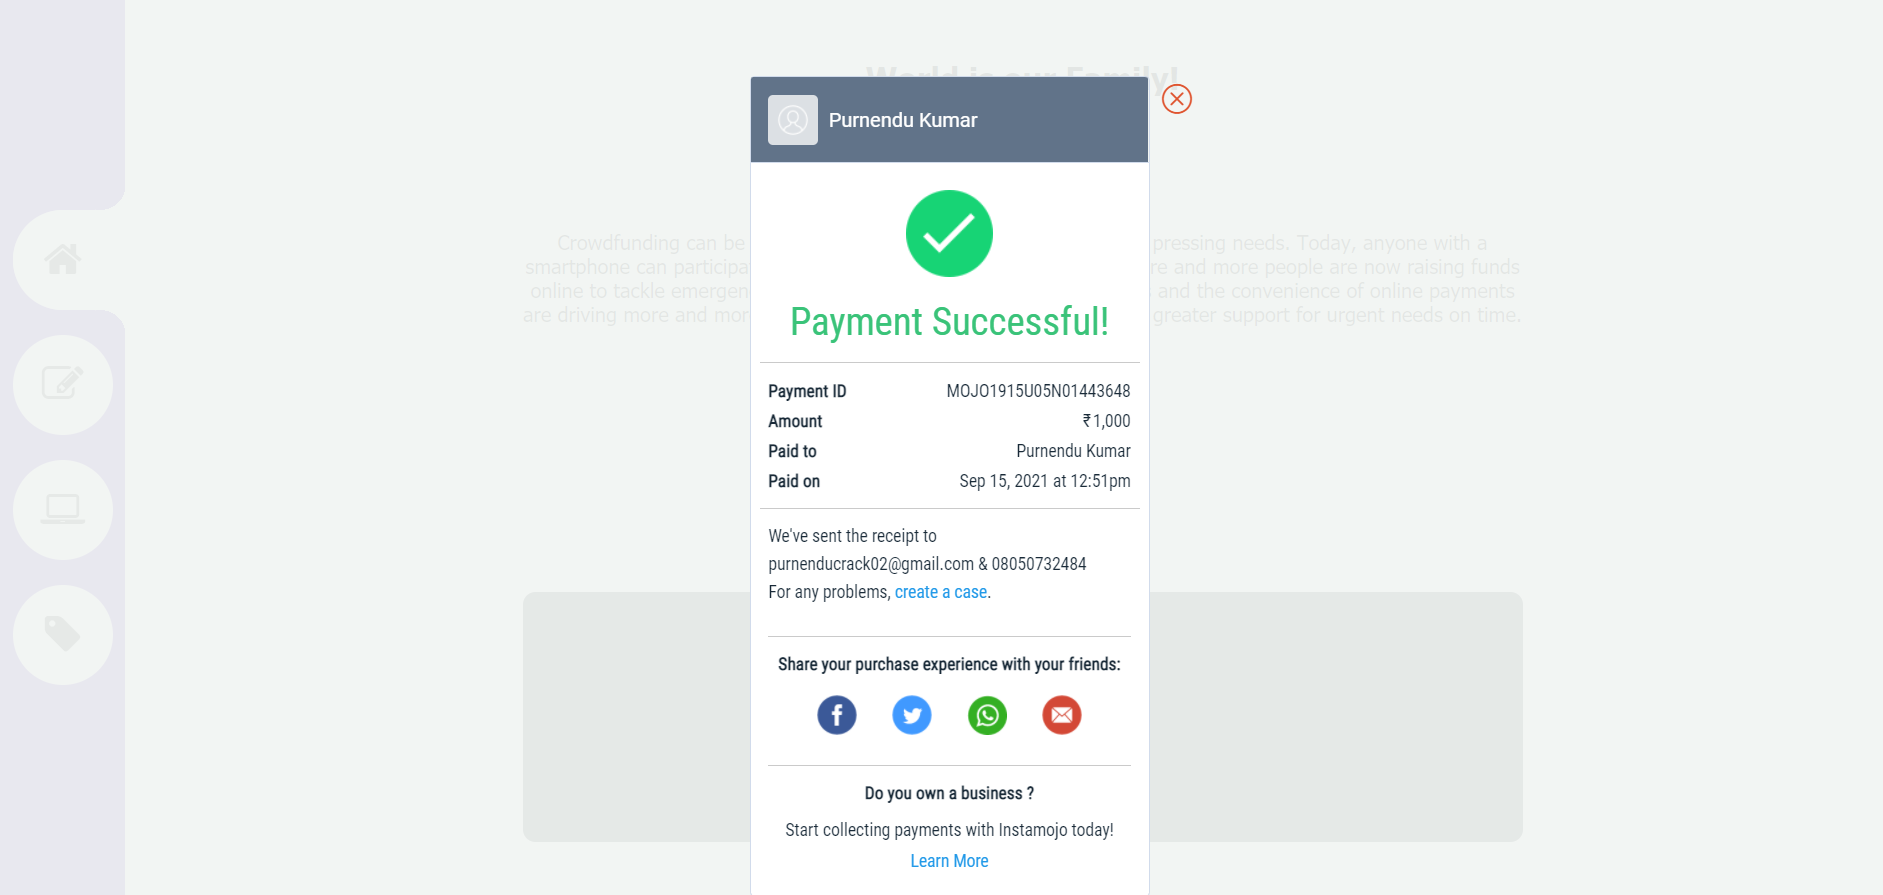 World is our Family!
Purnendu Kumar
Crowdfunding can be pressing needs. Today, anyone with a
smartphone can participa re and more people are now raising funds
online to tackle emergen and the convenience of online payments
are driving more and mor greater support for urgent needs on time.
Payment Successful!
Payment ID MOJO1915U05N01443648
Amount ₹1,000
Paid to Purnendu Kumar
Paid on Sep 15, 2021 at 12:51pm
We've sent the receipt to
purnenducrack02@gmail.com & 08050732484
For any problems, create a case.
Share your purchase experience with your friends:
Do you own a business ?
Start collecting payments with Instamojo today!
Learn More